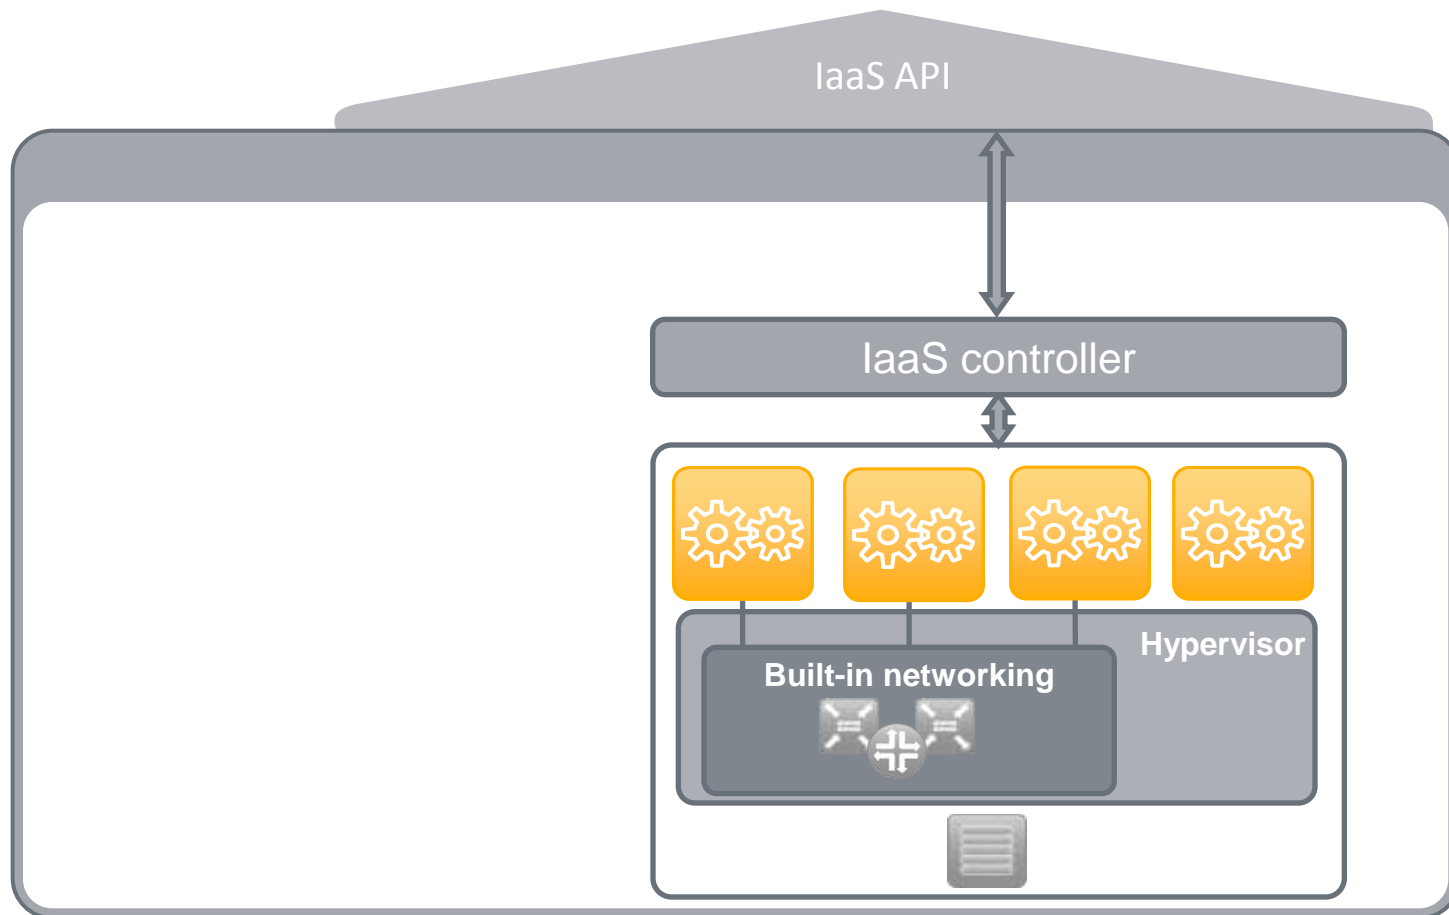 IaaS API
IaaS controller
Hypervisor
Built-in networking